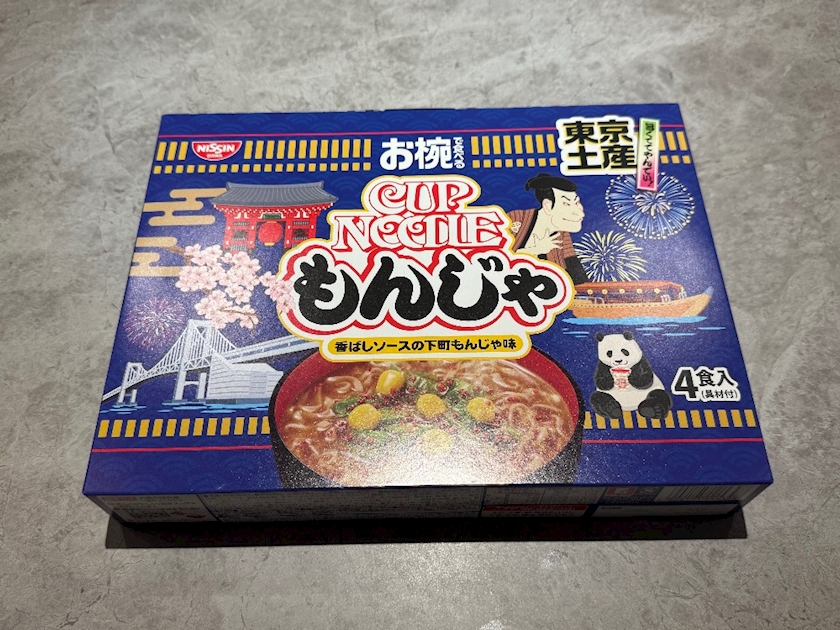 NISSIN
お椀で食べる
東京
土産
CUP
NOODLE
もんじゃ
香ばしソースの下町もんじゃ味
4食入
(具材付)